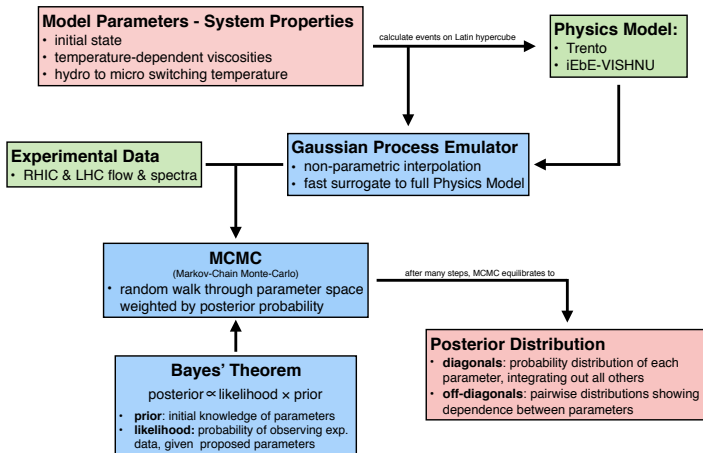 Model Parameters - System Properties
• initial state
• temperature-dependent viscosities
• hydro to micro switching temperature
calculate events on Latin hypercube
Physics Model:
• Trento
• iEbE-VISHNU
Gaussian Process Emulator
• non-parametric interpolation
• fast surrogate to full Physics Model
Experimental Data
• RHIC & LHC flow & spectra
MCMC
(Markov-Chain Monte-Carlo)
• random walk through parameter space
weighted by posterior probability
after many steps, MCMC equilibrates to
Bayes' Theorem
posterior ∝ likelihood × prior
• prior: initial knowledge of parameters
• likelihood: probability of observing exp.
data, given proposed parameters
Posterior Distribution
• diagonals: probability distribution of each
parameter, integrating out all others
• off-diagonals: pairwise distributions showing
dependence between parameters